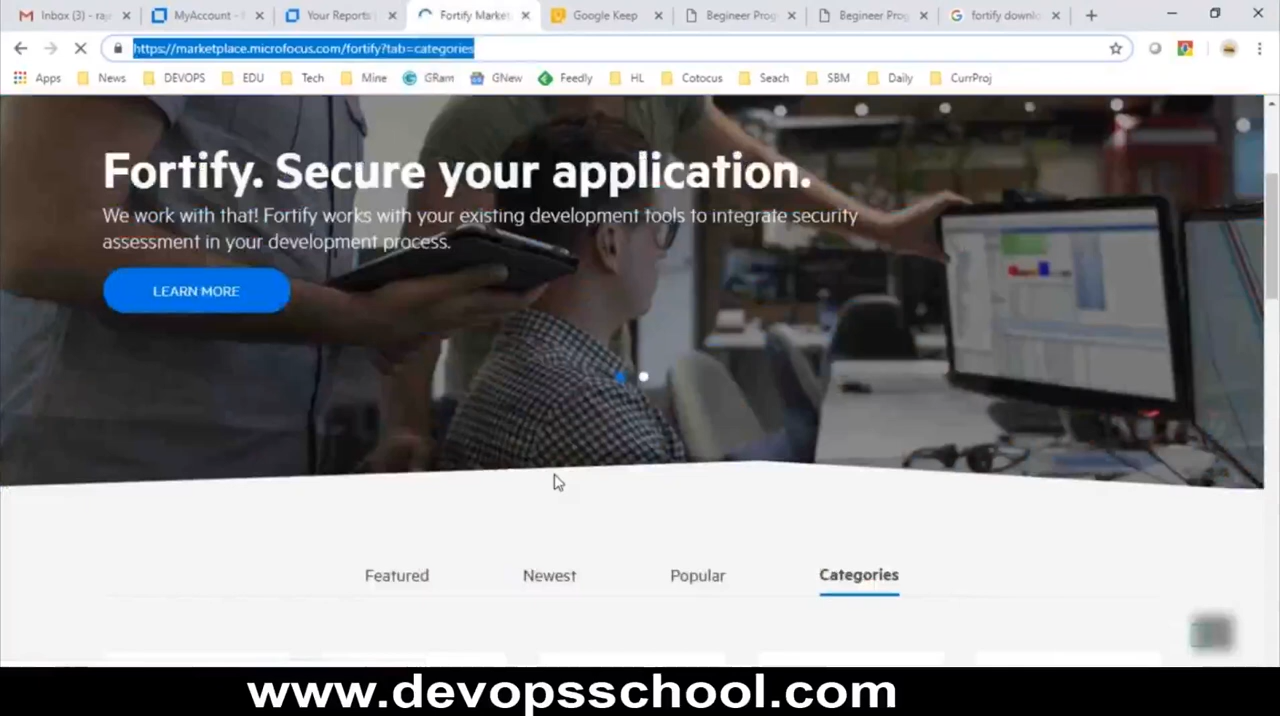 Inbox (3) - ra
MyAccount -
Your Reports
Fortify Market
Google Keep
Begineer Prog
Begineer Prog
fortify downlo
https://marketplace.microfocus.com/fortify?tab=categories
Apps
News
DEVOPS
EDU
Tech
Mine
GRam
GNew
Feedly
HL
Cotocus
Seach
SBM
Daily
CurrProj
Fortify. Secure your application.
We work with that! Fortify works with your existing development tools to integrate security
assessment in your development process.
LEARN MORE
Featured
Newest
Popular
Categories
www.devopsschool.com